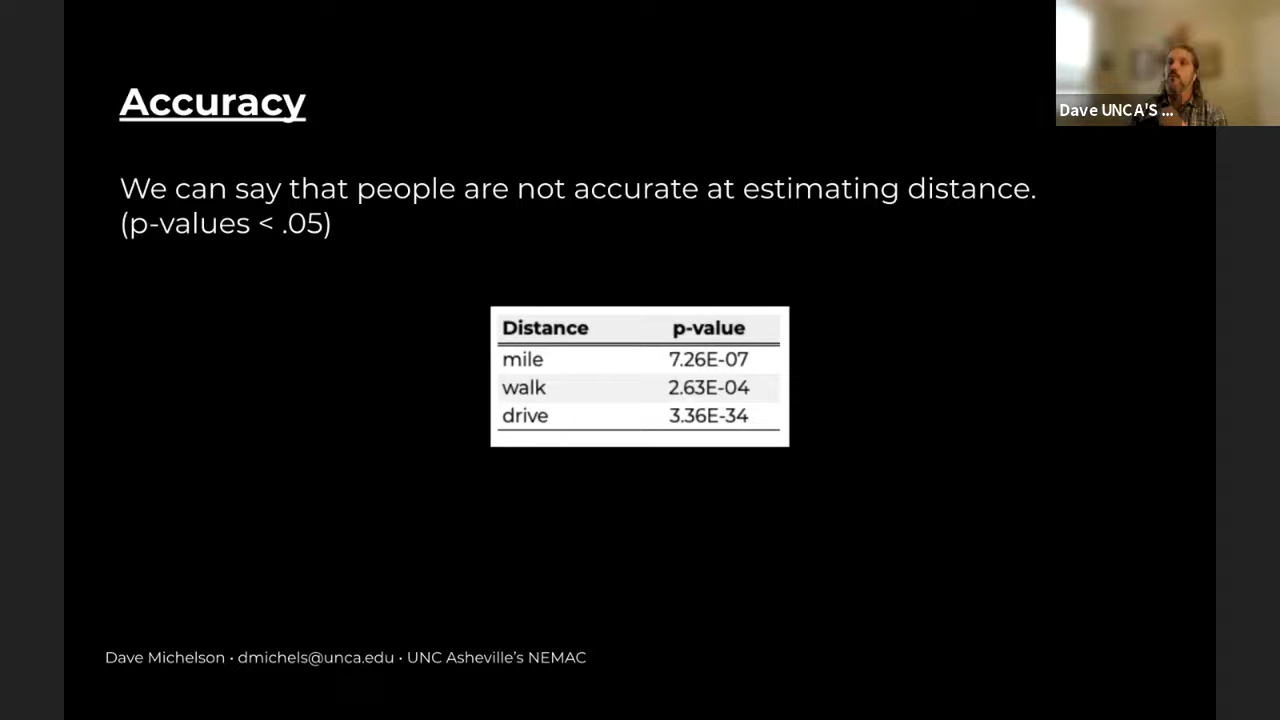 Accuracy
Dave UNCA'S ...
We can say that people are not accurate at estimating distance.
(p-values < .05)
Distance p-value
mile 7.26E-07
walk 2.63E-04
drive 3.36E-34
Dave Michelson • dmichels@unca.edu • UNC Asheville’s NEMAC